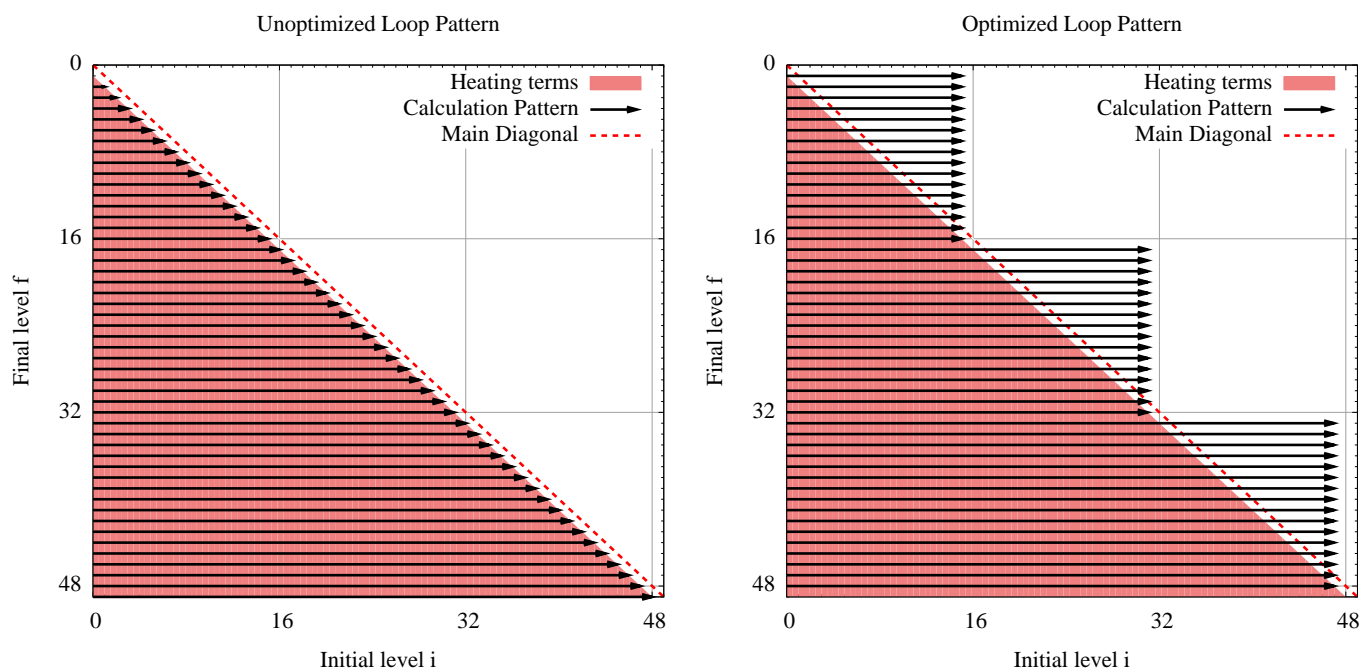 Unoptimized Loop Pattern
0
16
32
48
Final level f
Heating terms
Calculation Pattern
Main Diagonal
0
16
32
48
Initial level i
Optimized Loop Pattern
0
16
32
48
Final level f
Heating terms
Calculation Pattern
Main Diagonal
0
16
32
48
Initial level i